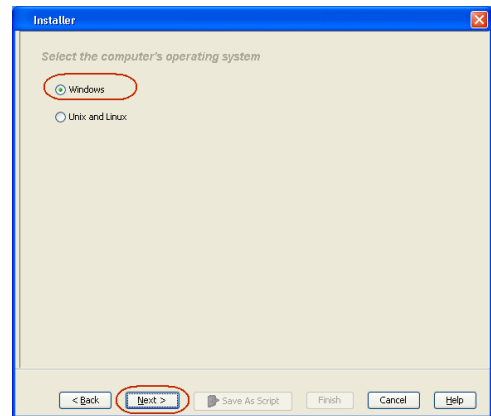 Installer
Select the computer's operating system
Windows
Unix and Linux
< Back Next > Save As Script Finish Cancel Help